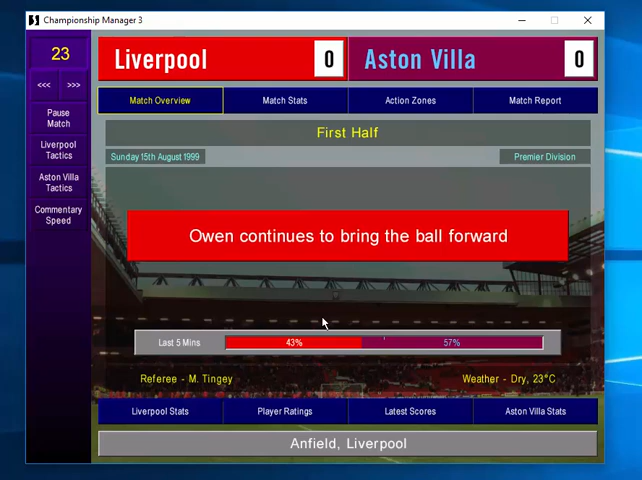 Championship Manager 3
23
Liverpool 0 Aston Villa 0
<<< >>>
Match Overview Match Stats Action Zones Match Report
Pause
Match
First Half
Liverpool
Tactics
Sunday 15th August 1999 Premier Division
Aston Villa
Tactics
Commentary
Speed
Owen continues to bring the ball forward
Last 5 Mins 43% 57%
Referee - M. Tingey Weather - Dry, 23°C
Liverpool Stats Player Ratings Latest Scores Aston Villa Stats
Anfield, Liverpool